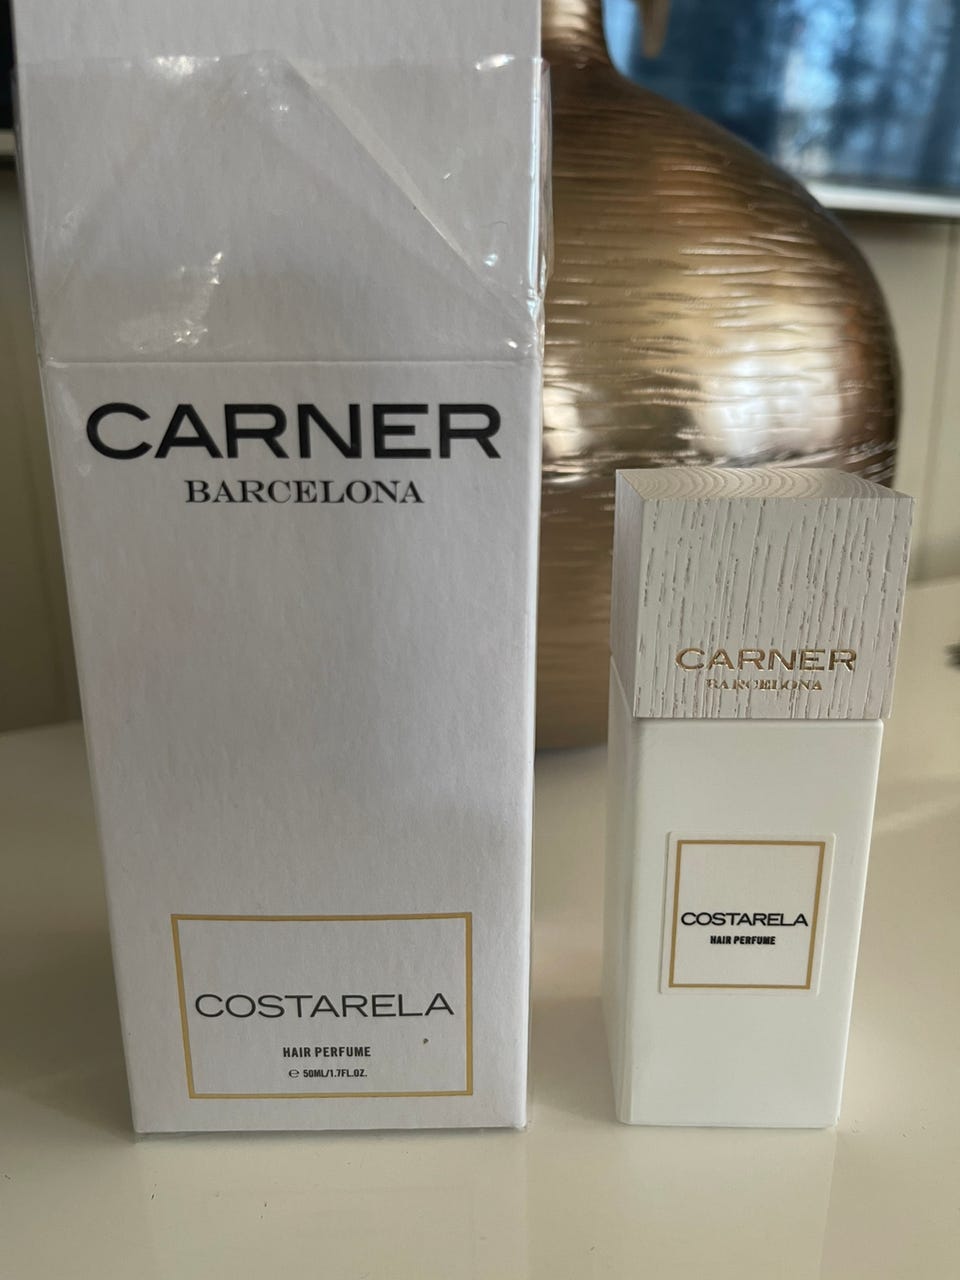 CARNER
BARCELONA
COSTARELA
HAIR PERFUME
℮ 50ML/1.7FL.OZ.
CARNER
BARCELONA
COSTARELA
HAIR PERFUME